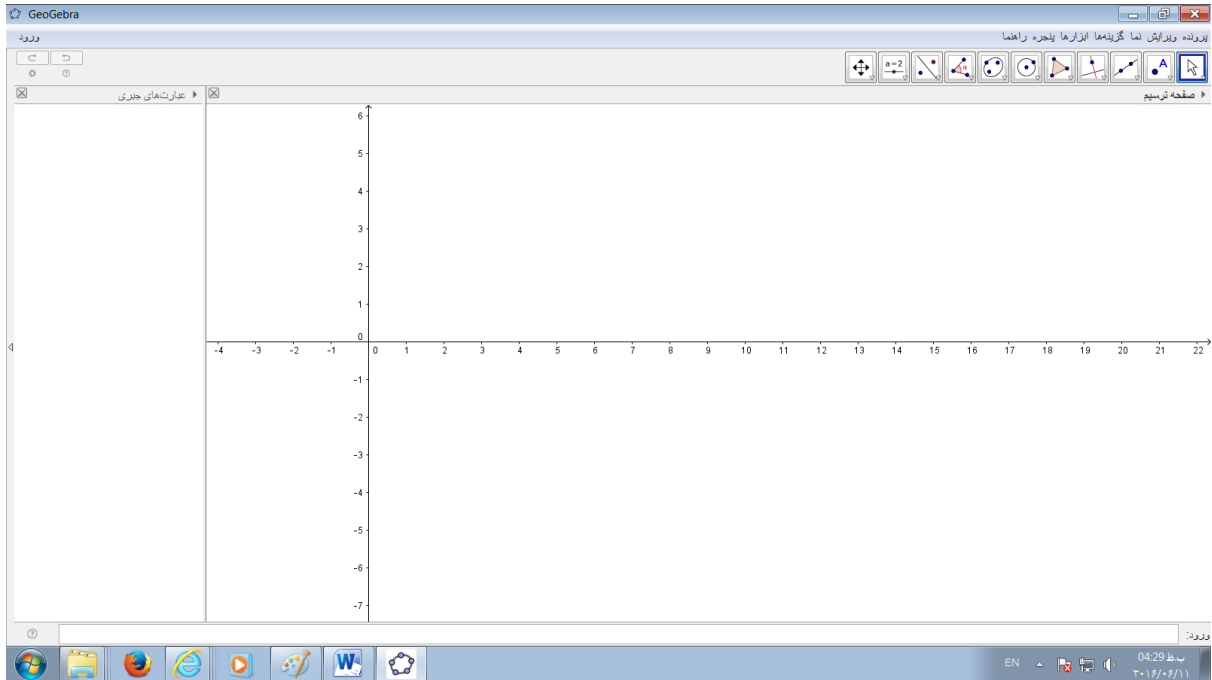 GeoGebra
پرونده ویرایش نما گزینه‌ها ابزارها پنجره راهنما
ورود
a=2
α
A
صفحه ترسیم
عبارت‌های جبری
6
5
4
3
2
1
0
-4 -3 -2 -1 0 1 2 3 4 5 6 7 8 9 10 11 12 13 14 15 16 17 18 19 20 21 22
-1
-2
-3
-4
-5
-6
-7
ورود:
W
EN
04:29 ب.ظ
۲۰۱۶/۰۶/۱۱